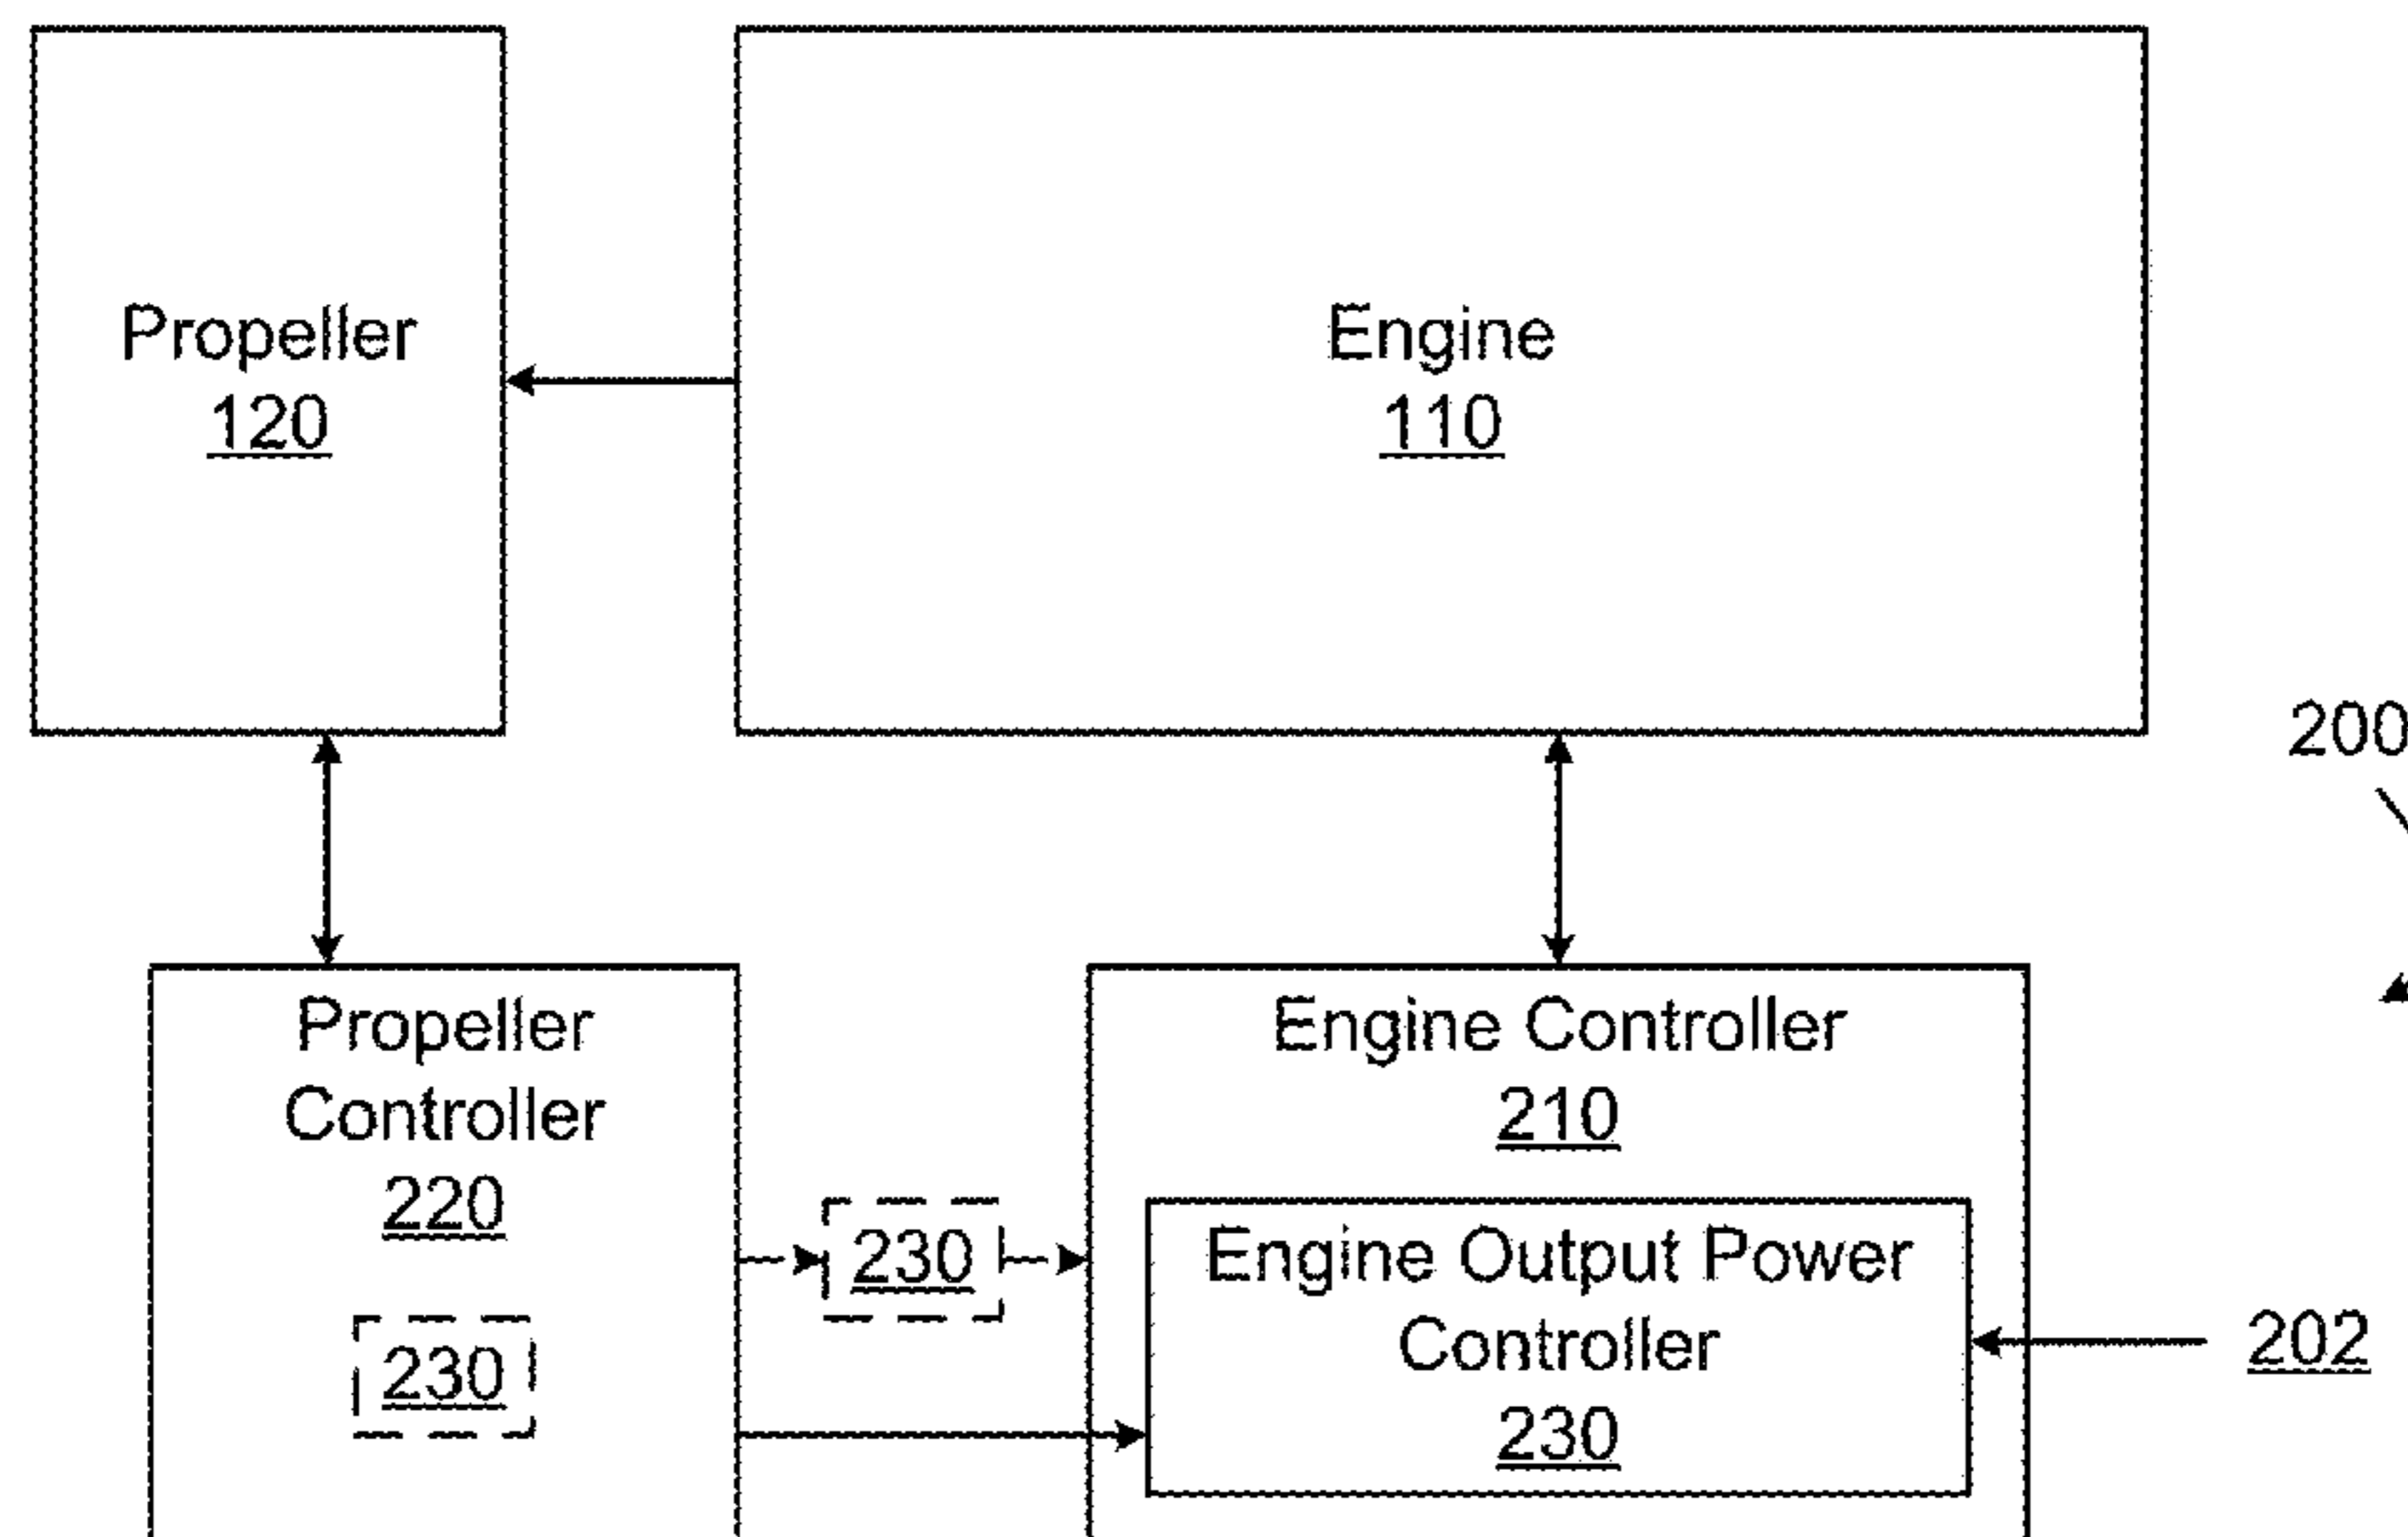 Propeller
120
Engine
110
200
Propeller
Controller
220
230
230
Engine Controller
210
Engine Output Power
Controller
230
202